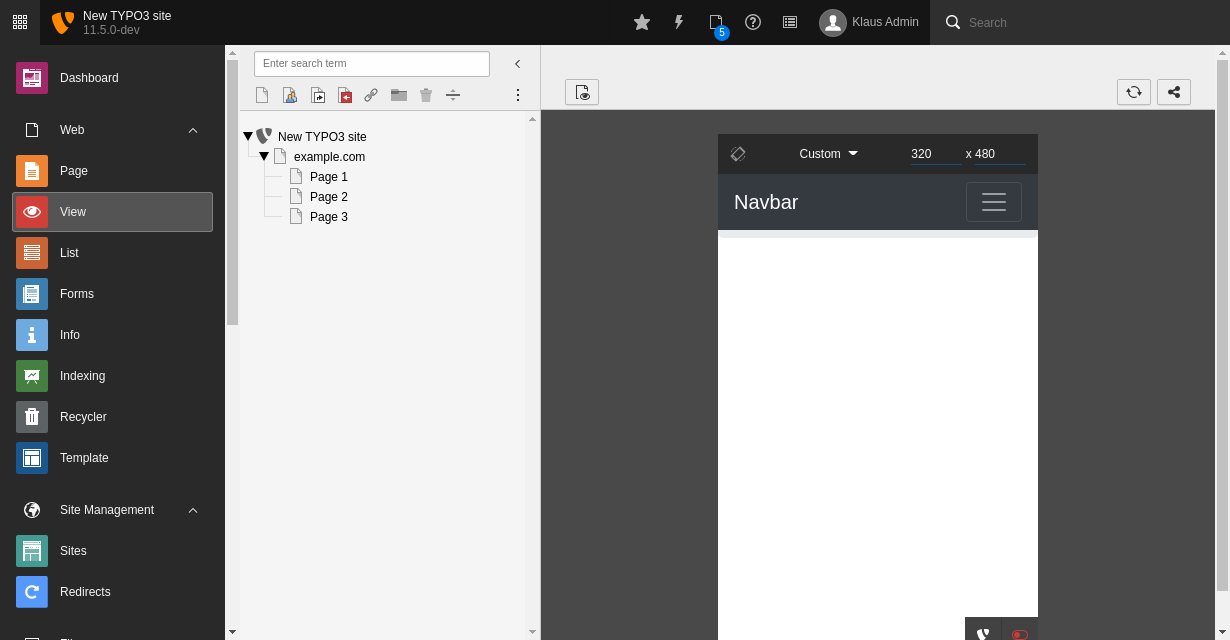 New TYPO3 site
11.5.0-dev
5
Klaus Admin
Search
Dashboard
Web
Page
View
List
Forms
Info
Indexing
Recycler
Template
Site Management
Sites
Redirects
Enter search term
New TYPO3 site
example.com
Page 1
Page 2
Page 3
Custom
320 x 480
Navbar